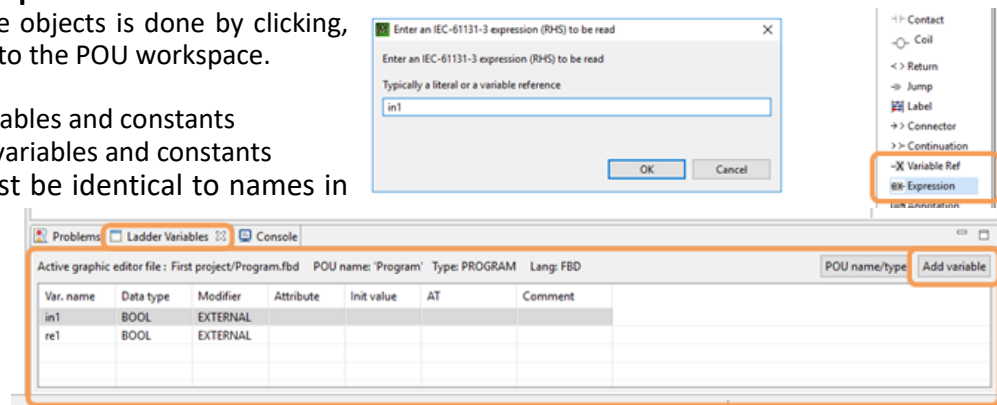 e objects is done by clicking,
to the POU workspace.
ables and constants
variables and constants
st be identical to names in
Enter an IEC-61131-3 expression (RHS) to be read
Enter an IEC-61131-3 expression (RHS) to be read
Typically a literal or a variable reference
in1
OK Cancel
Contact
Coil
<> Return
Jump
Label
Connector
>> Continuation
-X Variable Ref
ex- Expression
Annotation
Problems Ladder Variables Console
Active graphic editor file : First project/Program.fbd POU name: 'Program' Type: PROGRAM Lang: FBD POU name/type Add variable
Var. name Data type Modifier Attribute Init value AT Comment
in1 BOOL EXTERNAL
re1 BOOL EXTERNAL